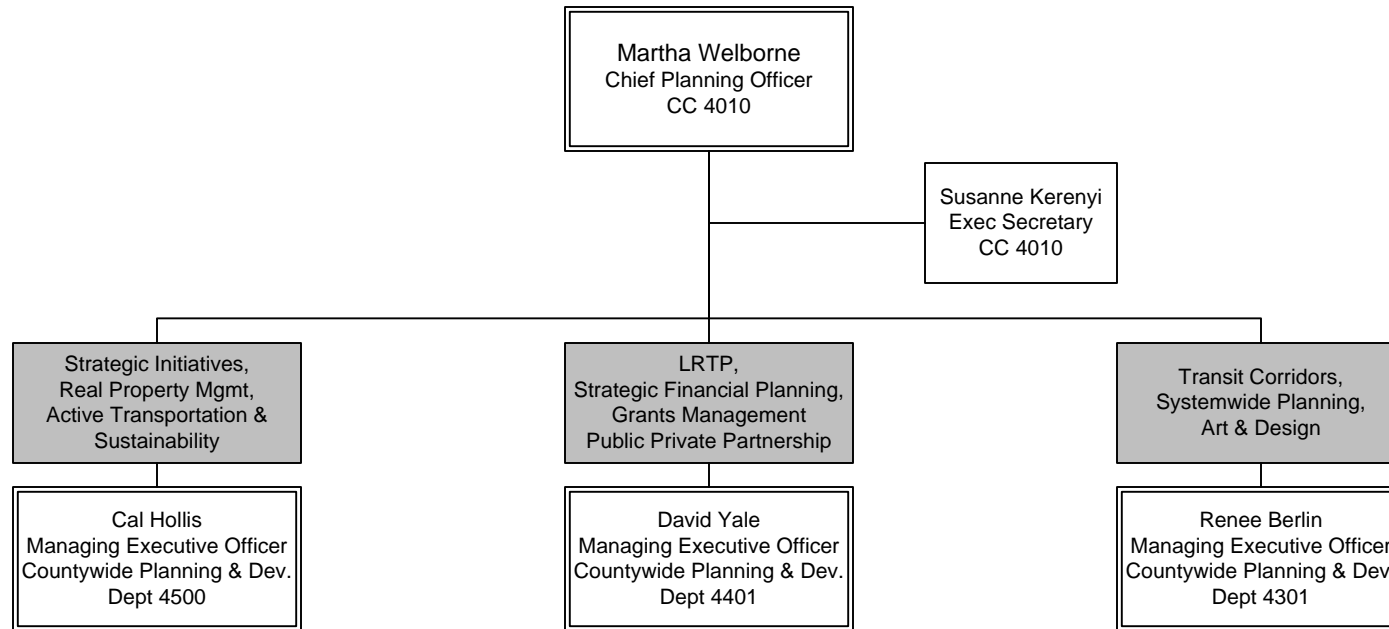 Martha Welborne
Chief Planning Officer
CC 4010
Susanne Kerenyi
Exec Secretary
CC 4010
Strategic Initiatives,
Real Property Mgmt,
Active Transportation &
Sustainability
LRTP,
Strategic Financial Planning,
Grants Management
Public Private Partnership
Transit Corridors,
Systemwide Planning,
Art & Design
Cal Hollis
Managing Executive Officer
Countywide Planning & Dev.
Dept 4500
David Yale
Managing Executive Officer
Countywide Planning & Dev.
Dept 4401
Renee Berlin
Managing Executive Officer
Countywide Planning & Dev
Dept 4301